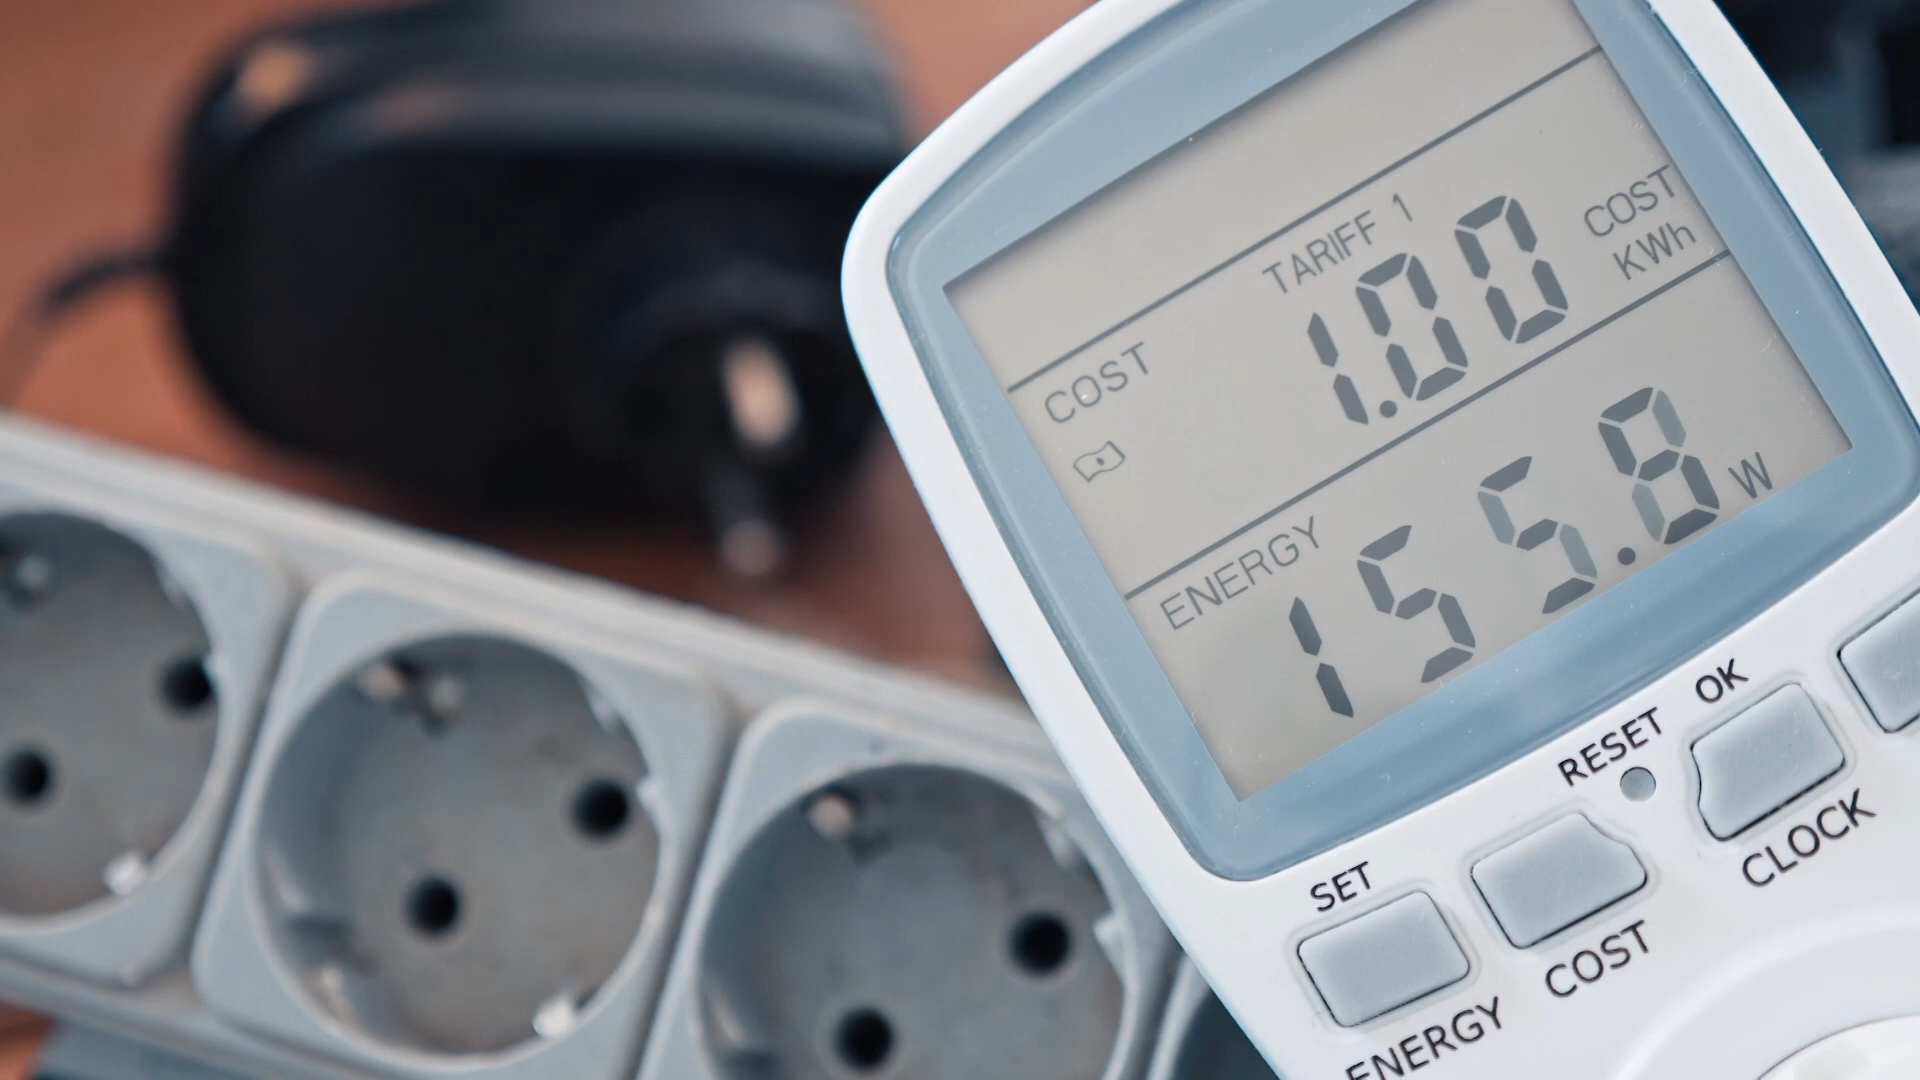 TARIFF 1
COST 1.00 COST
KWh
ENERGY
155.8 W
OK
RESET
CLOCK
SET
COST
ENERGY